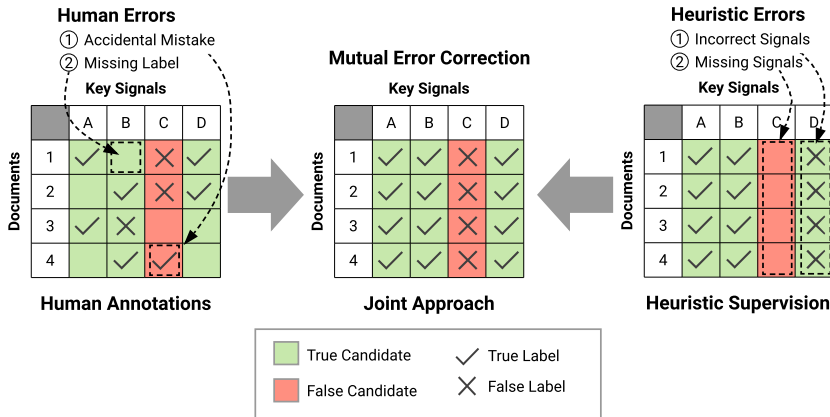 Human Errors
① Accidental Mistake
② Missing Label
Key Signals
A B C D
Documents
1
2
3
4
Human Annotations
Mutual Error Correction
Key Signals
A B C D
1
2
3
4
Joint Approach
Heuristic Errors
① Incorrect Signals
② Missing Signals
Key Signals
A B C D
Documents
1
2
3
4
Heuristic Supervision
True Candidate
True Label
False Candidate
False Label